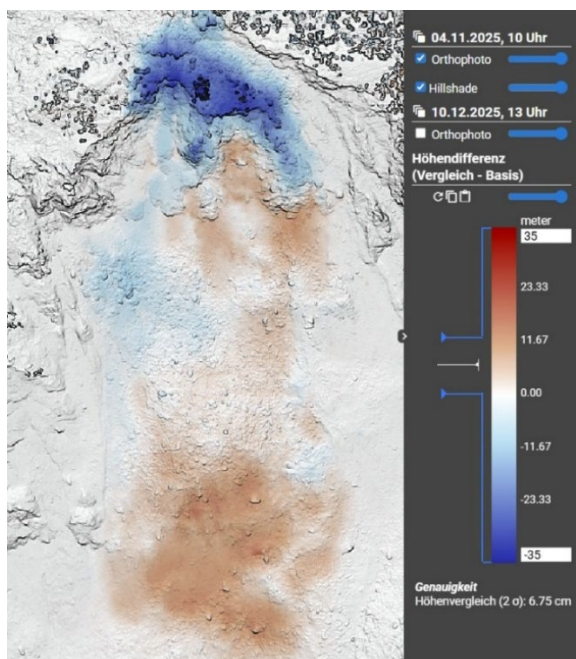 04.11.2025, 10 Uhr
Orthophoto
Hillshade
10.12.2025, 13 Uhr
Orthophoto
Höhendifferenz
(Vergleich - Basis)
meter
35
23.33
11.67
0.00
-11.67
-23.33
-35
Genauigkeit
Höhenvergleich (2 σ): 6.75 cm